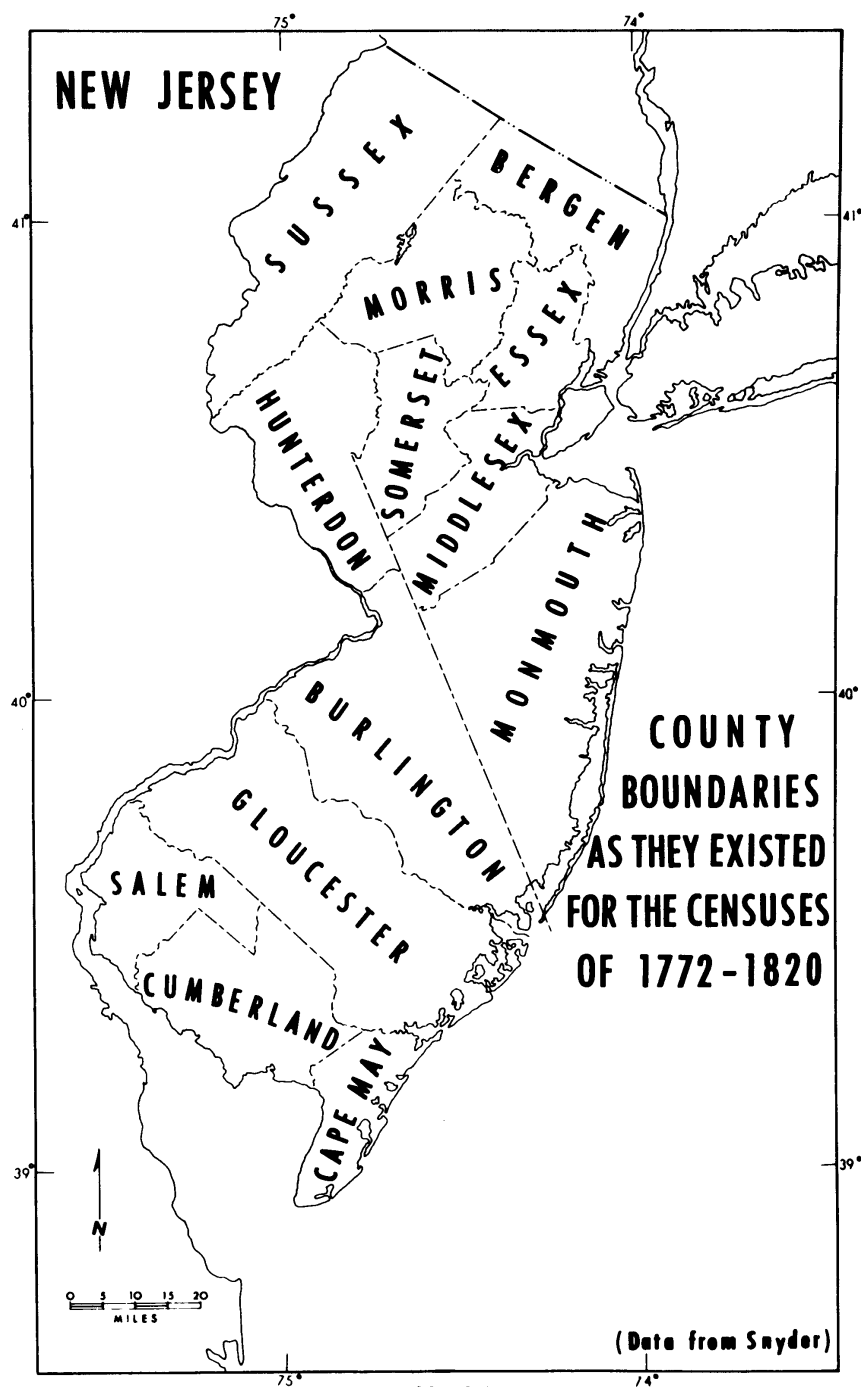 75° 74°
NEW JERSEY
SUSSEX
BERGEN
41° 41°
MORRIS
ESSEX
SOMERSET
HUNTERDON
MIDDLESEX
MONMOUTH
40° 40°
BURLINGTON
COUNTY
BOUNDARIES
AS THEY EXISTED
FOR THE CENSUSES
OF 1772-1820
GLOUCESTER
SALEM
CUMBERLAND
CAPE MAY
39° 39°
N
0 5 10 15 20
MILES
(Data from Snyder)
75° 74°